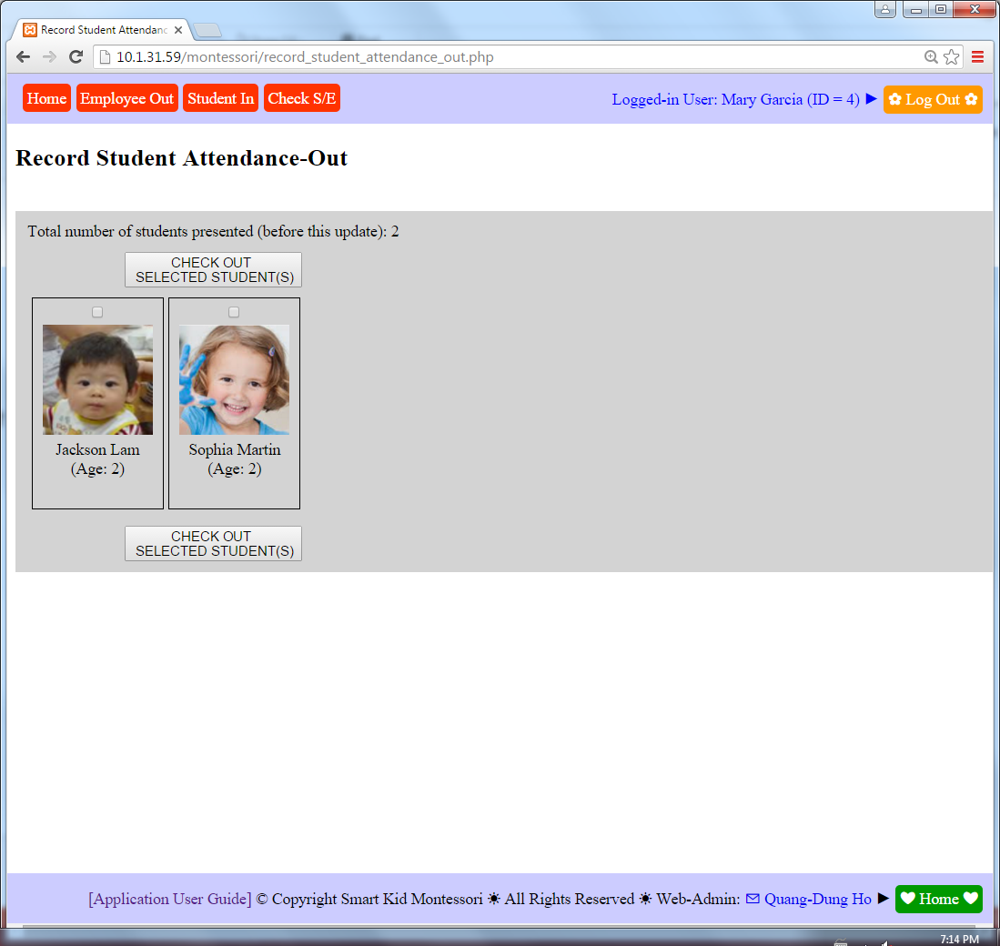 Record Student Attendanc
10.1.31.59/montessori/record_student_attendance_out.php
Home Employee Out Student In Check S/E Logged-in User: Mary Garcia (ID = 4) ► ✿ Log Out ✿
Record Student Attendance-Out
Total number of students presented (before this update): 2
CHECK OUT
SELECTED STUDENT(S)
Jackson Lam
(Age: 2)
Sophia Martin
(Age: 2)
CHECK OUT
SELECTED STUDENT(S)
[Application User Guide] © Copyright Smart Kid Montessori ☀ All Rights Reserved ☀ Web-Admin: ✉ Quang-Dung Ho ► ♥ Home ♥
7:14 PM